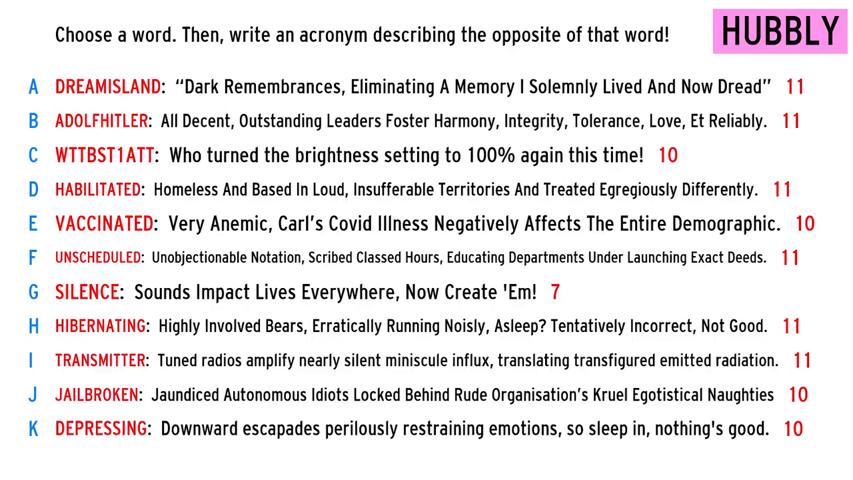 Choose a word. Then, write an acronym describing the opposite of that word!
HUBBLY
A DREAMISLAND: “Dark Remembrances, Eliminating A Memory I Solemnly Lived And Now Dread” 11
B ADOLFHITLER: All Decent, Outstanding Leaders Foster Harmony, Integrity, Tolerance, Love, Et Reliably. 11
C WTTBST1ATT: Who turned the brightness setting to 100% again this time! 10
D HABILITATED: Homeless And Based In Loud, Insufferable Territories And Treated Egregiously Differently. 11
E VACCINATED: Very Anemic, Carl's Covid Illness Negatively Affects The Entire Demographic. 10
F UNSCHEDULED: Unobjectionable Notation, Scribed Classed Hours, Educating Departments Under Launching Exact Deeds. 11
G SILENCE: Sounds Impact Lives Everywhere, Now Create 'Em! 7
H HIBERNATING: Highly Involved Bears, Erratically Running Noisly, Asleep? Tentatively Incorrect, Not Good. 11
I TRANSMITTER: Tuned radios amplify nearly silent miniscule influx, translating transfigured emitted radiation. 11
J JAILBROKEN: Jaundiced Autonomous Idiots Locked Behind Rude Organisation's Kruel Egotistical Naughties 10
K DEPRESSING: Downward escapades perilously restraining emotions, so sleep in, nothing's good. 10